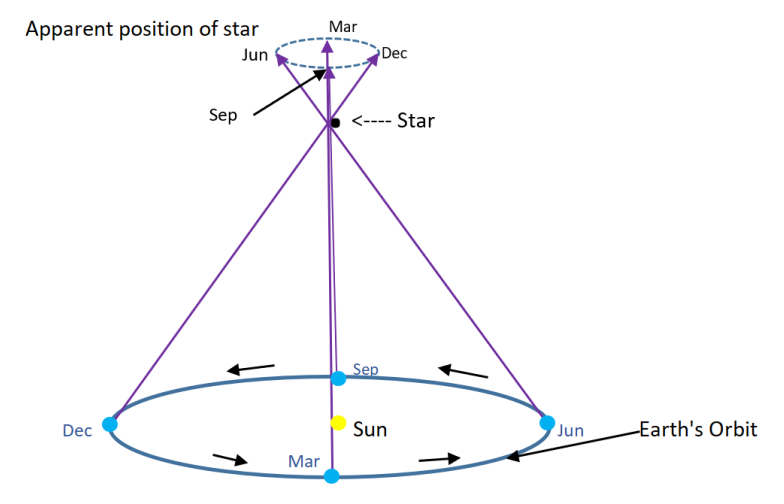 Apparent position of star
Mar
Jun
Dec
Sep
<---- Star
Sep
Dec
Sun
Jun
Earth's Orbit
Mar